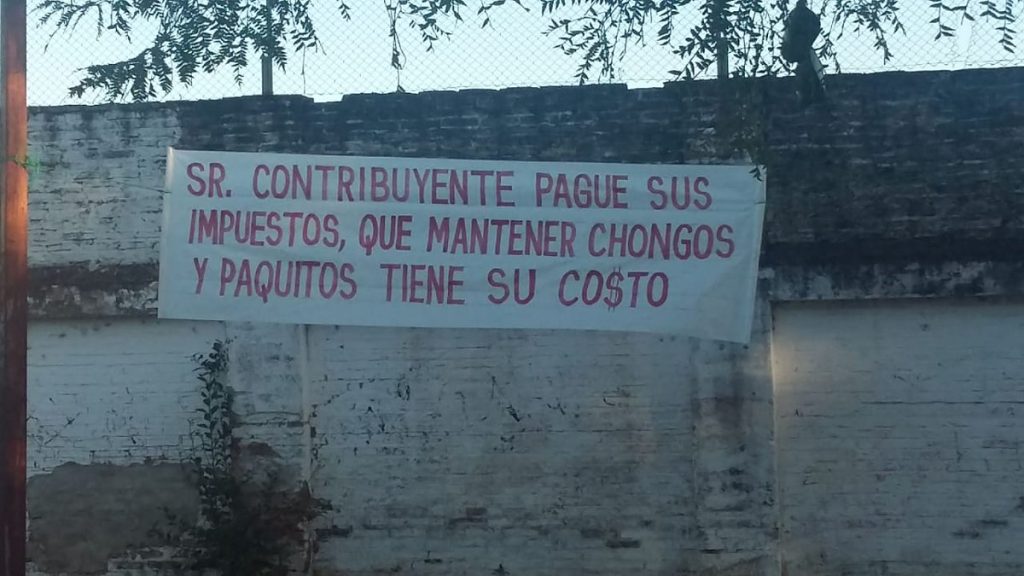 SR. CONTRIBUYENTE PAGUE SUS
IMPUESTOS, QUE MANTENER CHONGOS
Y PAQUITOS TIENE SU CO$TO